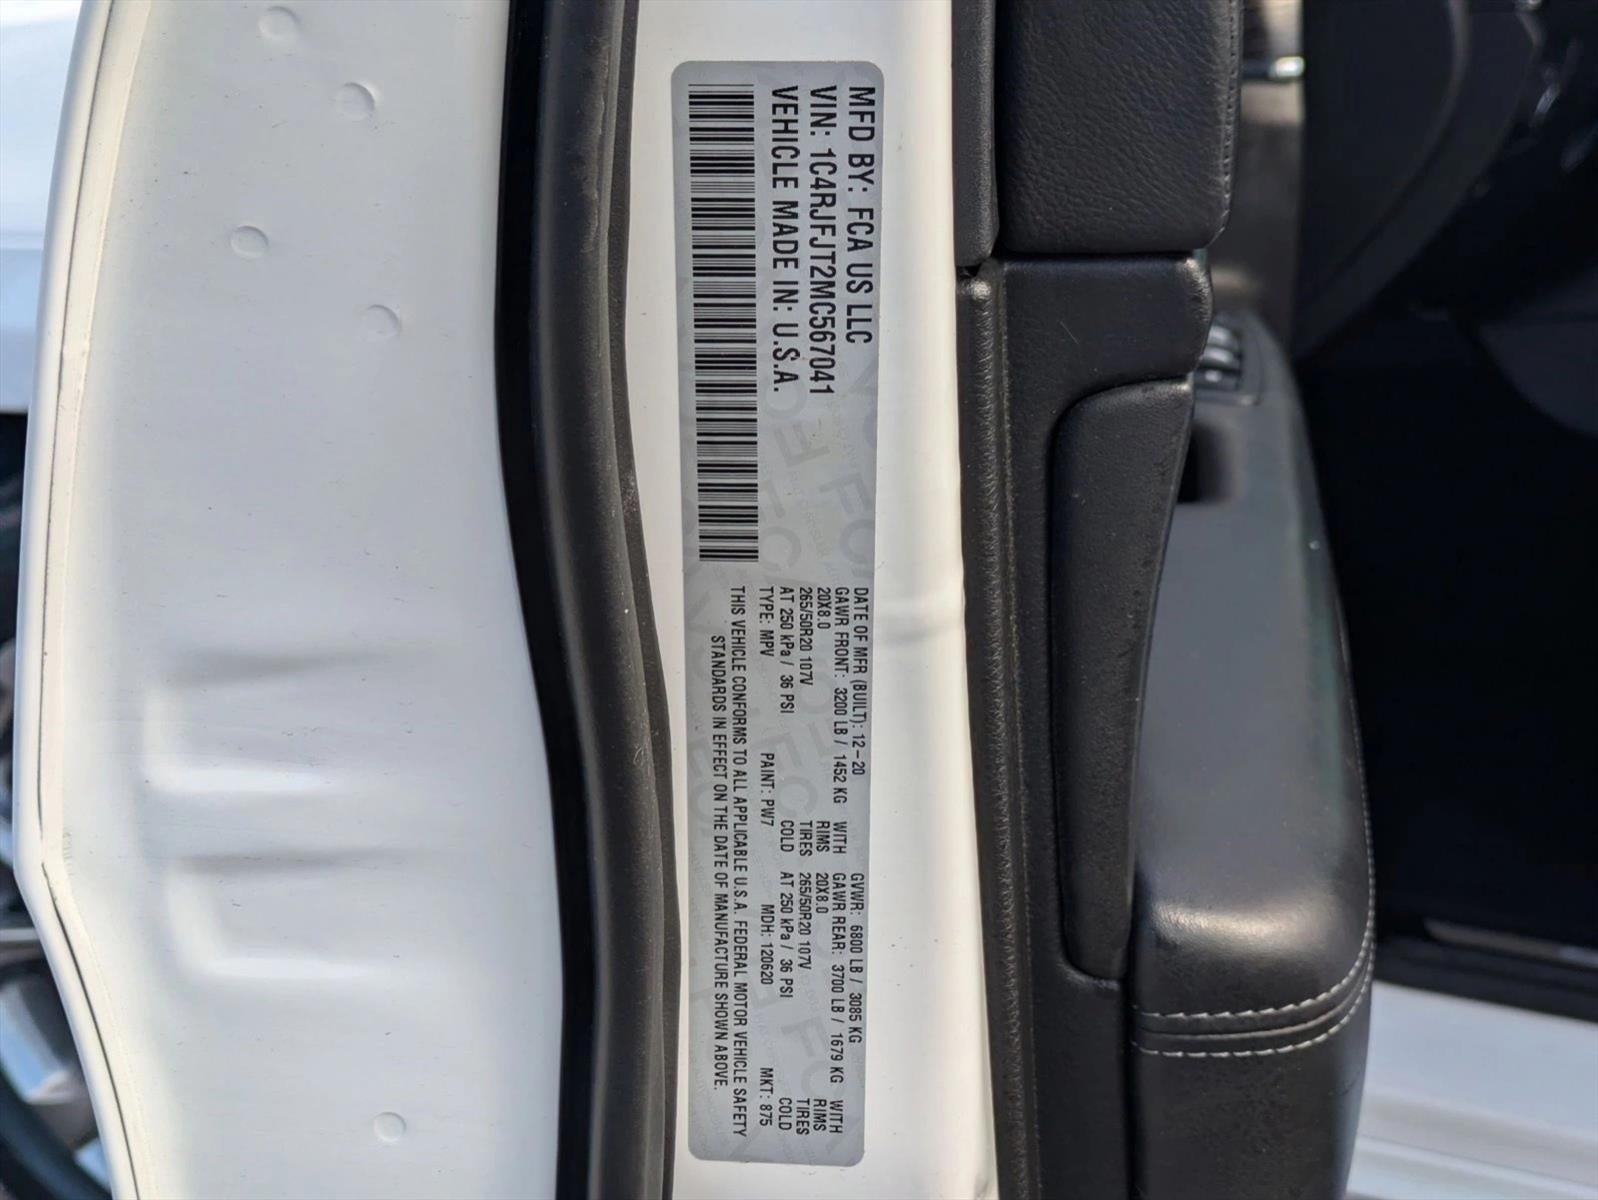 MFD BY: FCA US LLC
VIN: 1C4RJFJT2MC567041
VEHICLE MADE IN: U.S.A.
DATE OF MFR (BUILT): 12-20 GVWR: 6800 LB / 3085 KG
GAWR FRONT: 3200 LB / 1452 KG WITH GAWR REAR: 3700 LB / 1679 KG WITH
20X8.0 RIMS 20X8.0 RIMS
265/50R20 107V TIRES 265/50R20 107V TIRES
AT 250 kPa / 36 PSI COLD AT 250 kPa / 36 PSI COLD
TYPE: MPV PAINT: PW7 MDH: 120620 MKT: 875
THIS VEHICLE CONFORMS TO ALL APPLICABLE U.S.A. FEDERAL MOTOR VEHICLE SAFETY
STANDARDS IN EFFECT ON THE DATE OF MANUFACTURE SHOWN ABOVE.